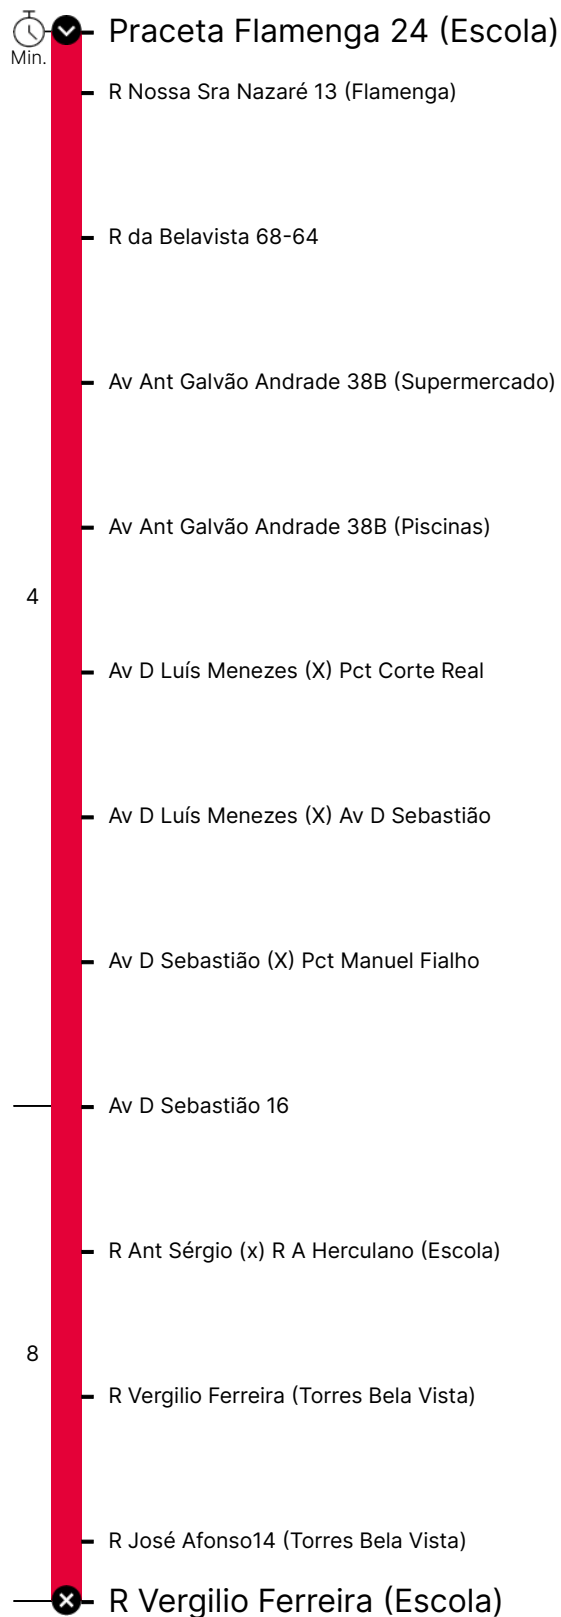 Praceta Flamenga 24 (Escola)
Min.
R Nossa Sra Nazaré 13 (Flamenga)
R da Belavista 68-64
Av Ant Galvão Andrade 38B (Supermercado)
Av Ant Galvão Andrade 38B (Piscinas)
4
Av D Luís Menezes (X) Pct Corte Real
Av D Luís Menezes (X) Av D Sebastião
Av D Sebastião (X) Pct Manuel Fialho
Av D Sebastião 16
R Ant Sérgio (x) R A Herculano (Escola)
8
R Vergilio Ferreira (Torres Bela Vista)
R José Afonso14 (Torres Bela Vista)
R Vergilio Ferreira (Escola)